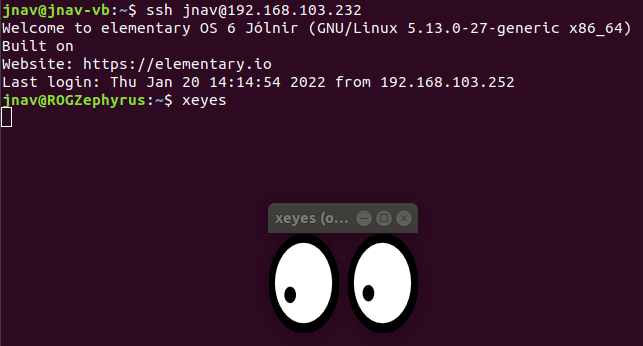 jnav@jnav-vb:~$ ssh jnav@192.168.103.232
Welcome to elementary OS 6 Jólnir (GNU/Linux 5.13.0-27-generic x86_64)
Built on
Website: https://elementary.io
Last login: Thu Jan 20 14:14:54 2022 from 192.168.103.252
jnav@ROGZephyrus:~$ xeyes
xeyes (o...